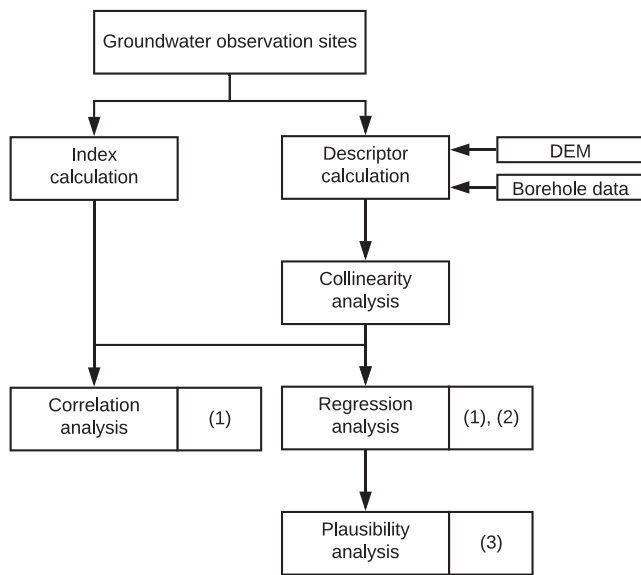 Groundwater observation sites
Index
calculation
Descriptor
calculation
DEM
Borehole data
Collinearity
analysis
Correlation
analysis
(1)
Regression
analysis
(1), (2)
Plausibility
analysis
(3)